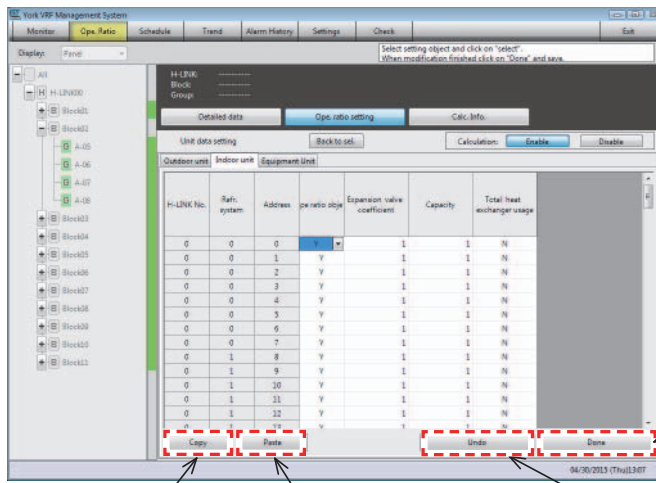 York VRF Management System
Monitor Ope. Ratio Schedule Trend Alarm History Settings Check Exit
Display: Panel
Select setting object and click on "select".
When modification finished click on "Done" and save.
All
H H-LINK00
B Block01
B Block02
G A-05
G A-06
G A-07
G A-08
B Block03
B Block04
B Block05
B Block06
B Block07
B Block08
B Block09
B Block10
B Block11
H-LINK: ----------
Block: ----------
Group: ----------
Detailed data Ope. ratio setting Calc. Info.
Unit data setting Back to sel. Calculation: Enable Disable
Outdoor unit Indoor unit Equipment Unit
H-LINK No. Refr. system Address pe ratio obje Expansion valve coefficient Capacity Total heat exchanger usage
0 0 0 Y 1 1 N
0 0 1 Y 1 1 N
0 0 2 Y 1 1 N
0 0 3 Y 1 1 N
0 0 4 Y 1 1 N
0 0 5 Y 1 1 N
0 0 6 Y 1 1 N
0 0 7 Y 1 1 N
0 1 8 Y 1 1 N
0 1 9 Y 1 1 N
0 1 10 Y 1 1 N
0 1 11 Y 1 1 N
0 1 12 Y 1 1 N
0 1 13 Y 1 1 N
Copy Paste Undo Done
04/30/2015 (Thu)13:07